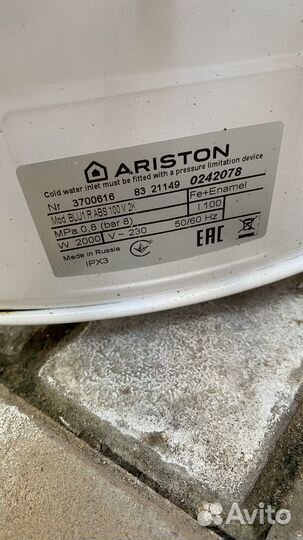 ARISTON
Cold water inlet must be fitted with a pressure limitation device
Nr 3700616 83 21149 0242078
Mod. BLU1 R ABS 100 V 2K Fe+Enamel
MPa 0,8 (bar 8) l 100
W 2000 V ~ 230 50/60 Hz
Made in Russia
IPX3
EAC
Avito